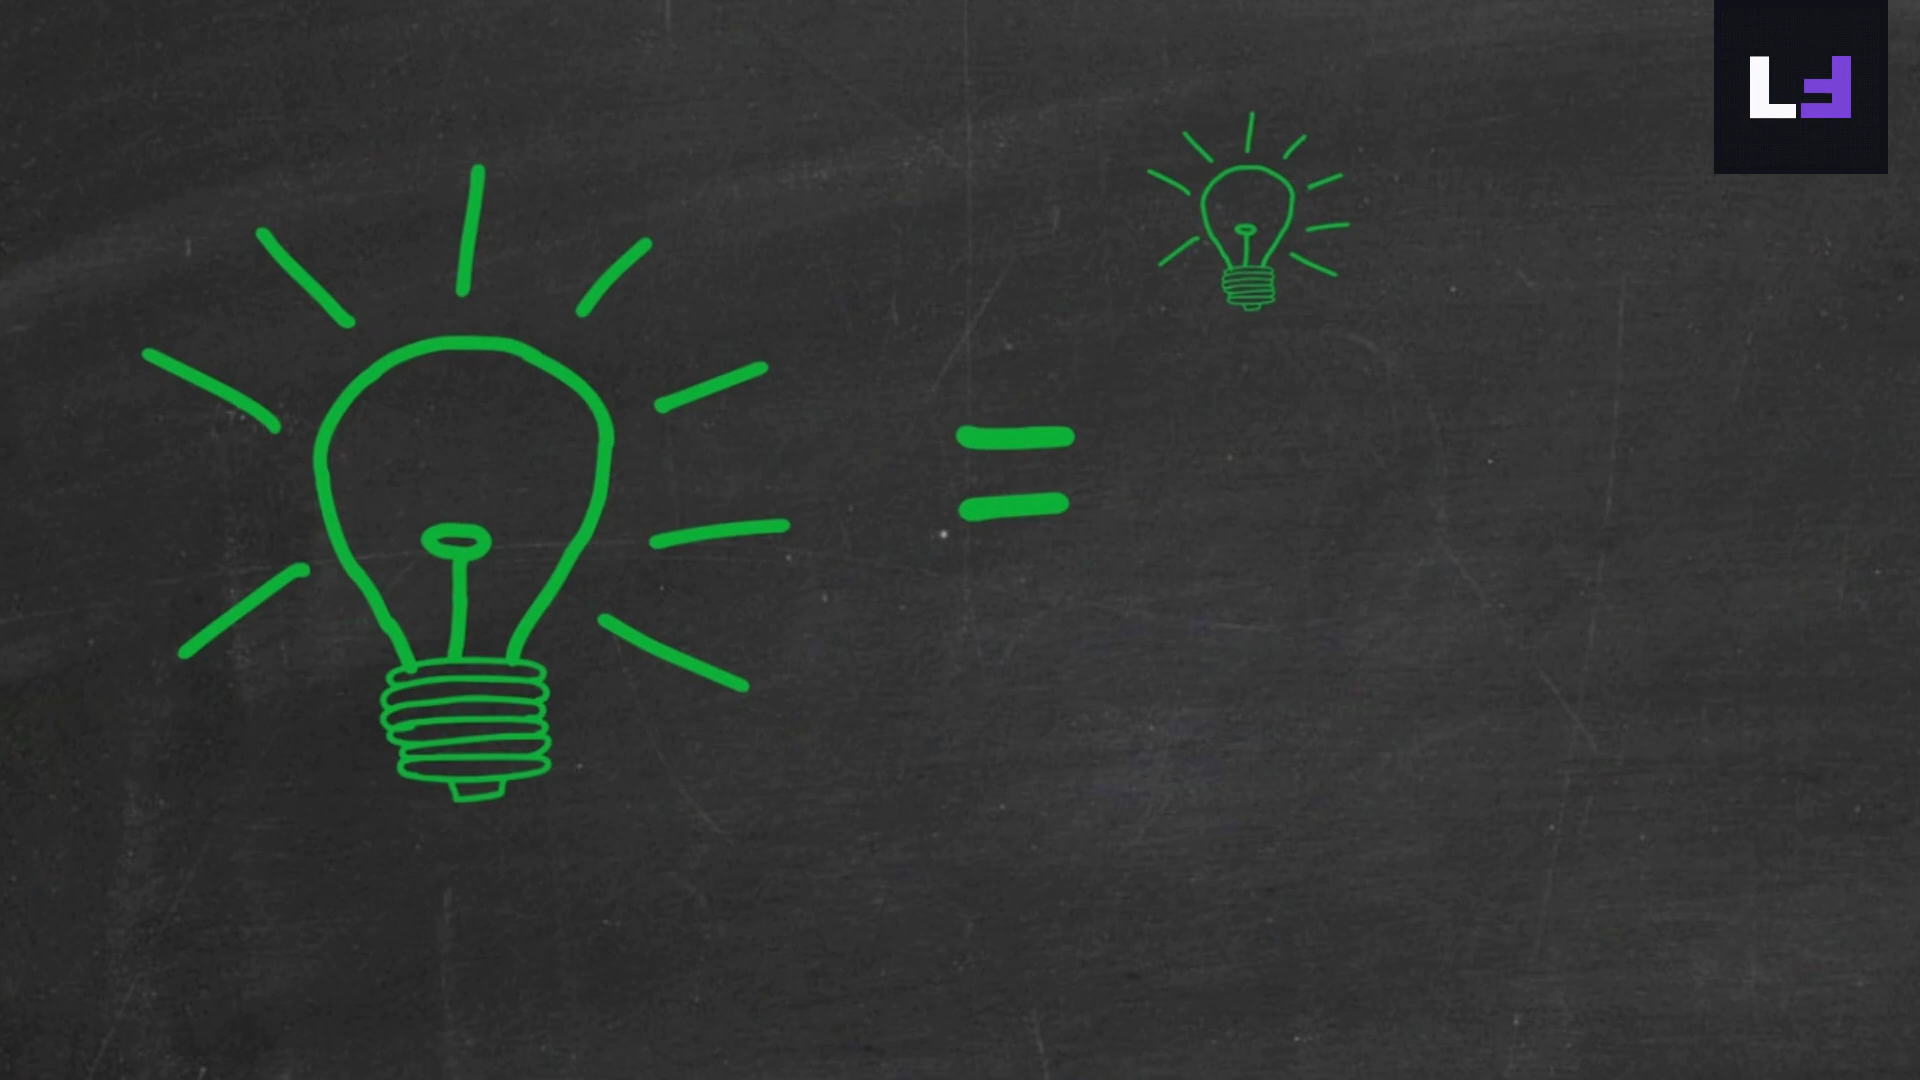 =
LF